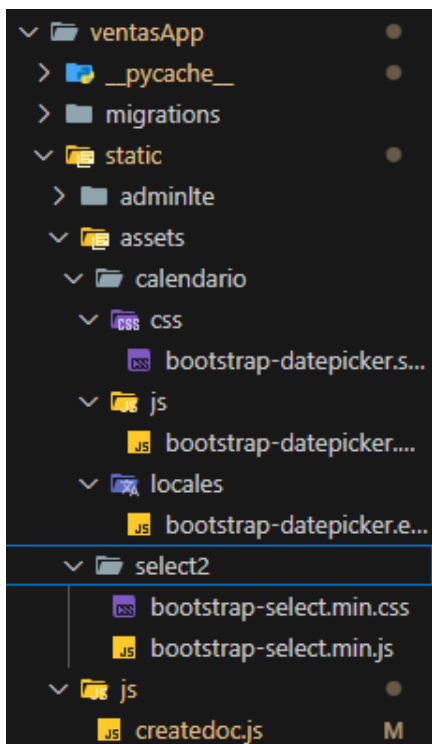 ventasApp
__pycache__
migrations
static
adminlte
assets
calendario
css
bootstrap-datepicker.s...
js
bootstrap-datepicker....
locales
bootstrap-datepicker.e...
select2
bootstrap-select.min.css
bootstrap-select.min.js
js
createdoc.js M